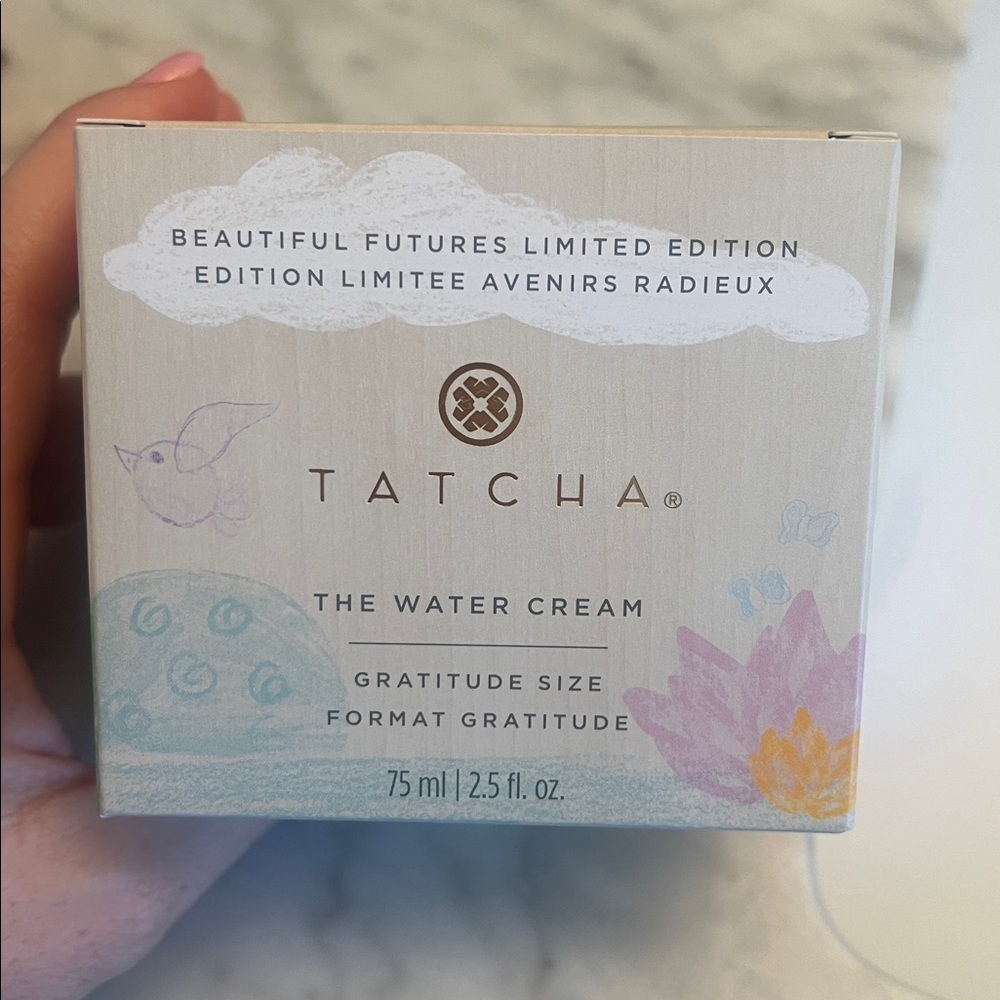 BEAUTIFUL FUTURES LIMITED EDITION
EDITION LIMITEE AVENIRS RADIEUX
TATCHA®
THE WATER CREAM
GRATITUDE SIZE
FORMAT GRATITUDE
75 ml | 2.5 fl. oz.